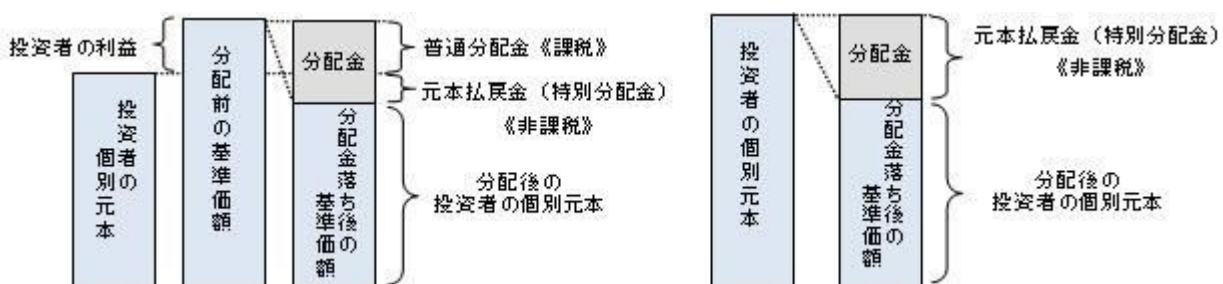 投資者の利益
投資者の
個別元本
分配前の基準価額
分配金
分配金落ち後の
基準価額
普通分配金《課税》
元本払戻金（特別分配金）
《非課税》
分配後の
投資者の個別元本
投資者の個別元本
分配金
分配金落ち後の
基準価額
元本払戻金（特別分配金）
《非課税》
分配後の
投資者の個別元本